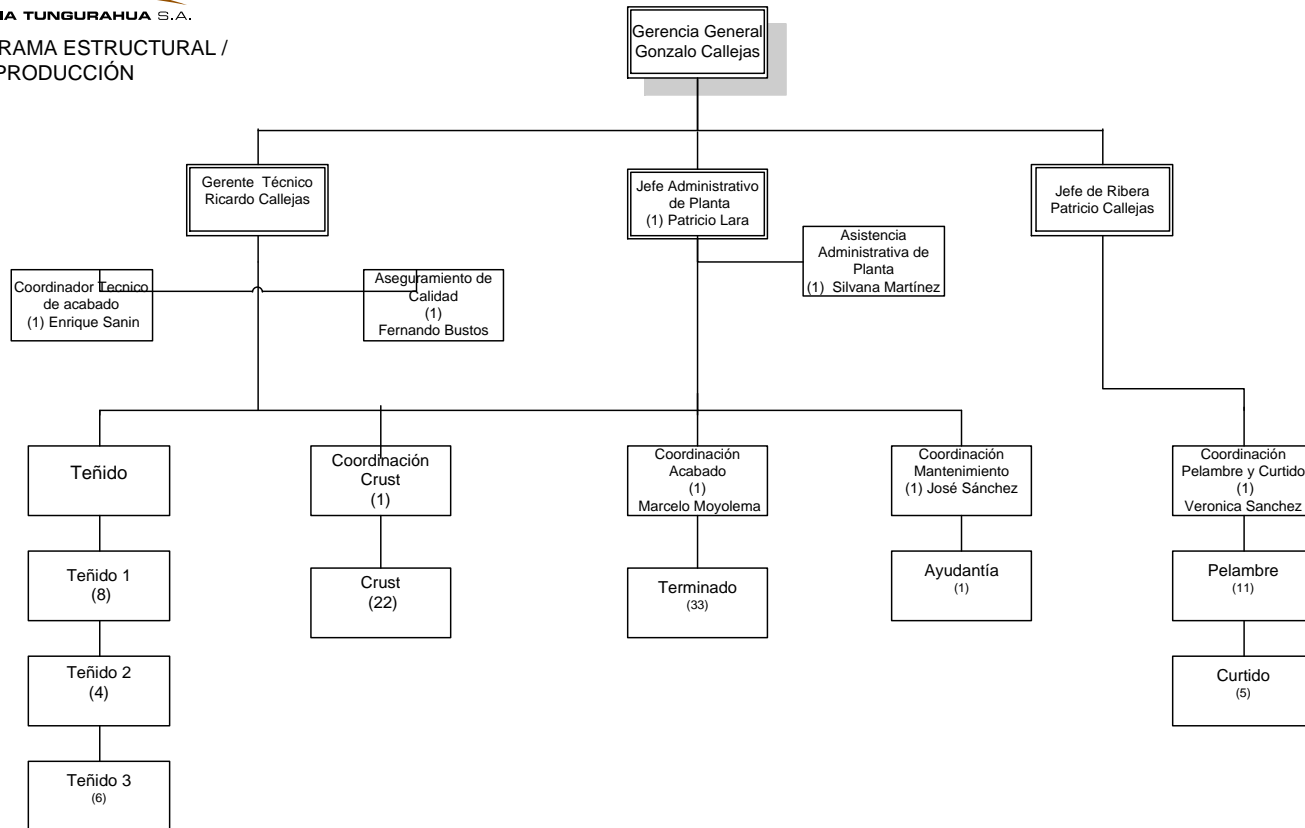 IA TUNGURAHUA S.A.
RAMA ESTRUCTURAL /
PRODUCCIÓN
Gerencia General
Gonzalo Callejas
Gerente Técnico
Ricardo Callejas
Jefe Administrativo
de Planta
(1) Patricio Lara
Jefe de Ribera
Patricio Callejas
Asistencia
Administrativa de
Planta
(1) Silvana Martínez
Coordinador Tecnico
de acabado
(1) Enrique Sanin
Aseguramiento de
Calidad
(1)
Fernando Bustos
Teñido
Coordinación
Crust
(1)
Coordinación
Acabado
(1)
Marcelo Moyolema
Coordinación
Mantenimiento
(1) José Sánchez
Coordinación
Pelambre y Curtido
(1)
Veronica Sanchez
Teñido 1
(8)
Crust
(22)
Terminado
(33)
Ayudantía
(1)
Pelambre
(11)
Teñido 2
(4)
Curtido
(5)
Teñido 3
(6)